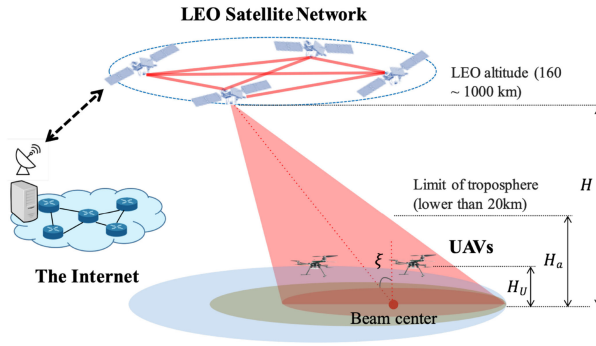 LEO Satellite Network
LEO altitude (160
~ 1000 km)
H
Limit of troposphere
(lower than 20km)
UAVs
H_a
ξ
H_U
The Internet
Beam center